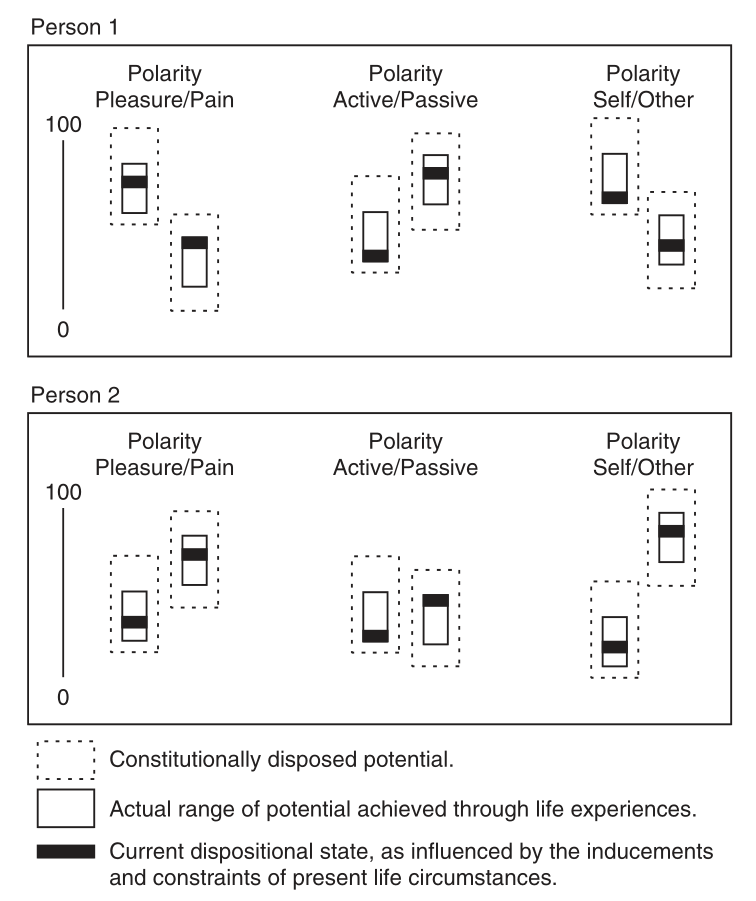 Person 1
Polarity
Pleasure/Pain
Polarity
Active/Passive
Polarity
Self/Other
100
0
Person 2
Polarity
Pleasure/Pain
Polarity
Active/Passive
Polarity
Self/Other
100
0
Constitutionally disposed potential.
Actual range of potential achieved through life experiences.
Current dispositional state, as influenced by the inducements
and constraints of present life circumstances.